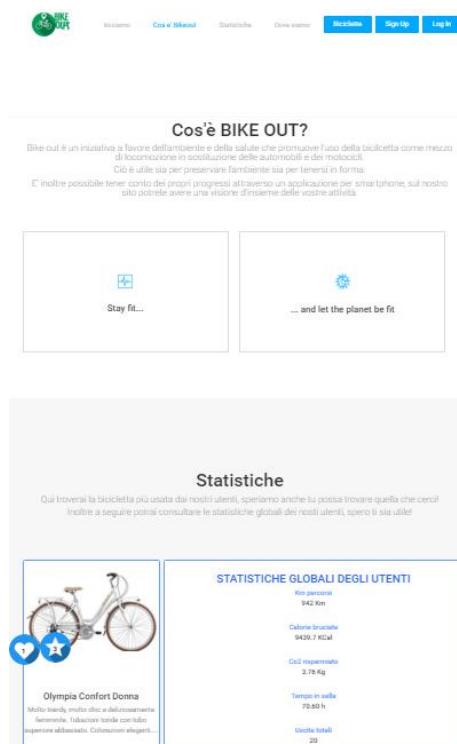 BIKE OUT
Iniziamo Cos e' Bikeout Statistiche Dove siamo Biciclette Sign Up Log In
Cos'è BIKE OUT?
Bike out è un iniziativa a favore dell'ambiente e della salute che promuove l'uso della bicilcetta come mezzo
di locomozione in sostituzione delle automobili e dei motocicli.
Ciò è utile sia per preservare l'ambiente sia per tenersi in forma.
E' inoltre possibile tener conto dei propri progressi attraverso un applicazione per smartphone, sul nostro
sito potrete avere una visione d'insieme delle vostre attività.
Stay fit...
... and let the planet be fit
Statistiche
Qui troverai la bicicletta più usata dai nostri utenti, speriamo anche tu possa trovare quella che cerci!
Inoltre a seguire potrai consultare le statistiche globali dei nosti utenti, spero ti sia utile!
STATISTICHE GLOBALI DEGLI UTENTI
Km percorsi
942 Km
Calorie bruciate
9439.7 KCal
Co2 risparmiato
3.76 Kg
Tempo in sella
70.60 h
Uscite totali
20
1
3
Olympia Confort Donna
Molto trendy, molto chic e deliziosamente
femminile, l'abazioni tonde con tubo
superiore abbassato. Colorazioni eleganti...